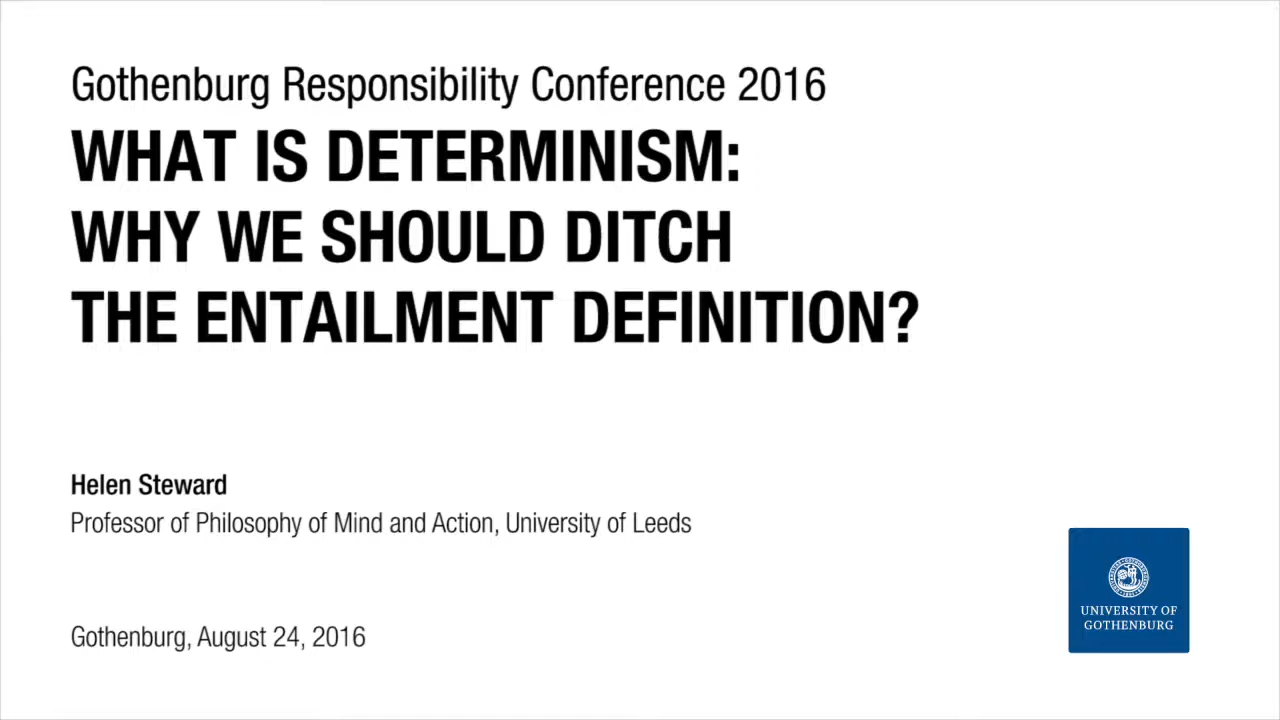 Gothenburg Responsibility Conference 2016
WHAT IS DETERMINISM:
WHY WE SHOULD DITCH
THE ENTAILMENT DEFINITION?
Helen Steward
Professor of Philosophy of Mind and Action, University of Leeds
Gothenburg, August 24, 2016
UNIVERSITY OF
GOTHENBURG